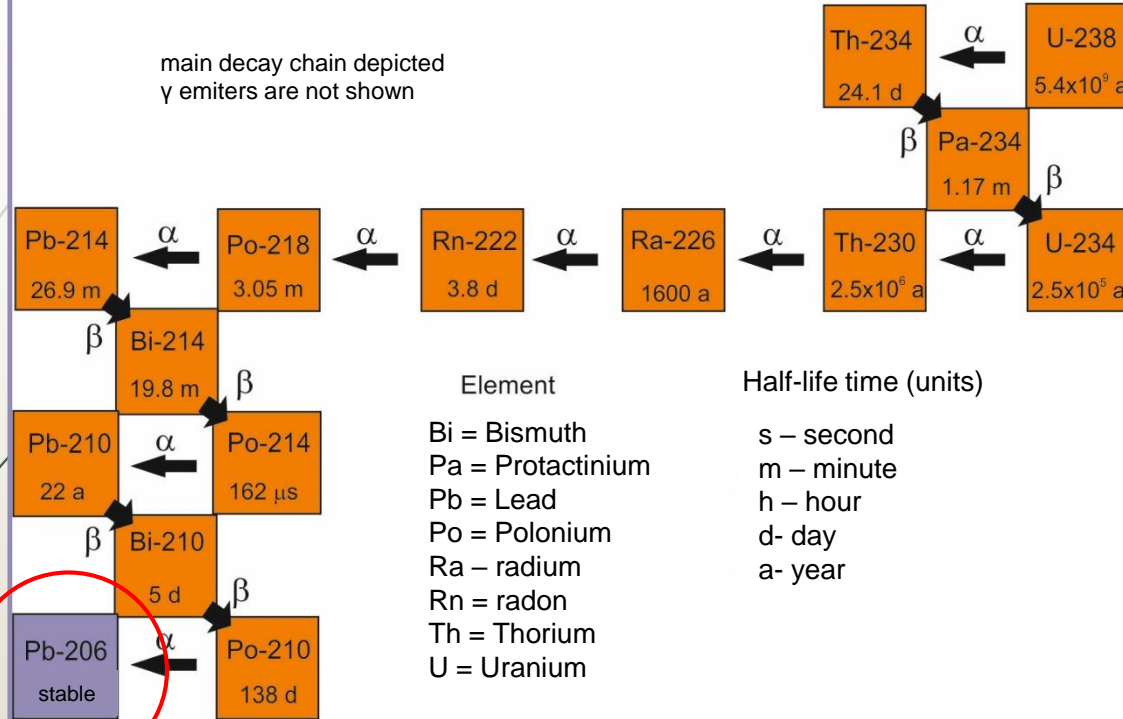 main decay chain depicted
γ emiters are not shown
Th-234
24.1 d
α
U-238
5.4x10⁹ a
β
Pa-234
1.17 m
β
Pb-214
26.9 m
α
Po-218
3.05 m
α
Rn-222
3.8 d
α
Ra-226
1600 a
α
Th-230
2.5x10⁶ a
α
U-234
2.5x10⁵ a
β
Bi-214
19.8 m
β
Pb-210
22 a
α
Po-214
162 µs
β
Bi-210
5 d
β
Pb-206
stable
α
Po-210
138 d
Element
Bi = Bismuth
Pa = Protactinium
Pb = Lead
Po = Polonium
Ra – radium
Rn = radon
Th = Thorium
U = Uranium
Half-life time (units)
s – second
m – minute
h – hour
d- day
a- year